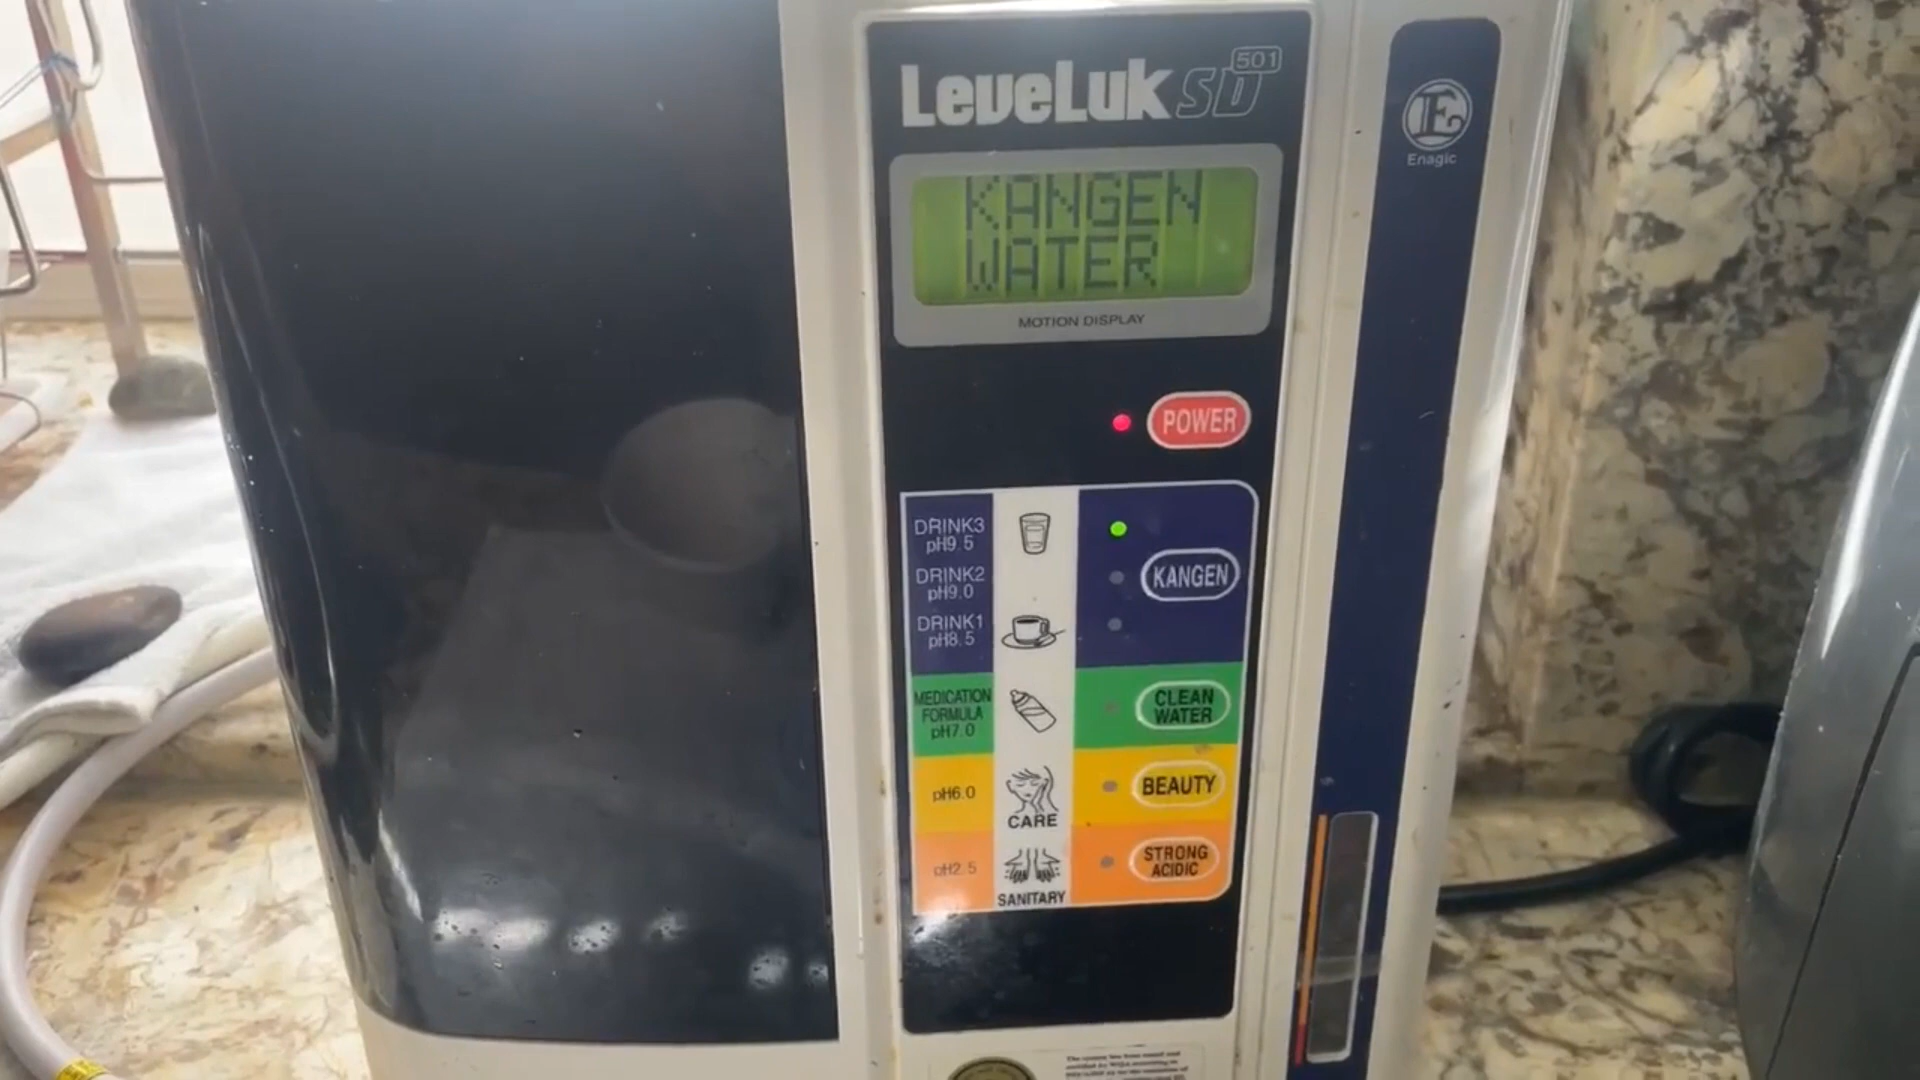 LeveLuk SD 501
E
Enagic
KANGEN
WATER
MOTION DISPLAY
POWER
DRINK3
pH9.5
DRINK2
pH9.0
DRINK1
pH8.5
KANGEN
MEDICATION
FORMULA
pH7.0
CLEAN
WATER
pH6.0
CARE
BEAUTY
pH2.5
SANITARY
STRONG
ACIDIC